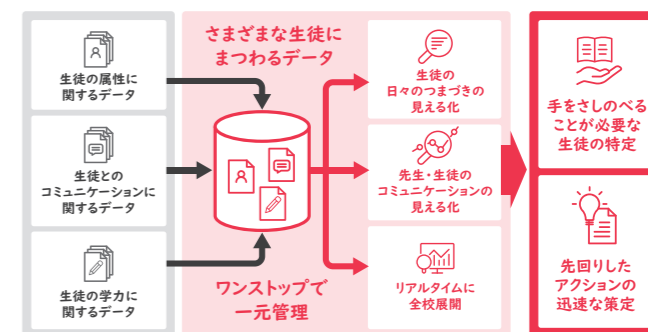 生徒の属性に
関するデータ
生徒との
コミュニケーションに
関するデータ
生徒の学力に
関するデータ
さまざまな生徒に
まつわるデータ
ワンストップで
一元管理
生徒の
日々のつまづきの
見える化
先生・生徒の
コミュニケーションの
見える化
リアルタイムに
全校展開
手をさしのべる
ことが必要な
生徒の特定
先回りした
アクションの
迅速な策定